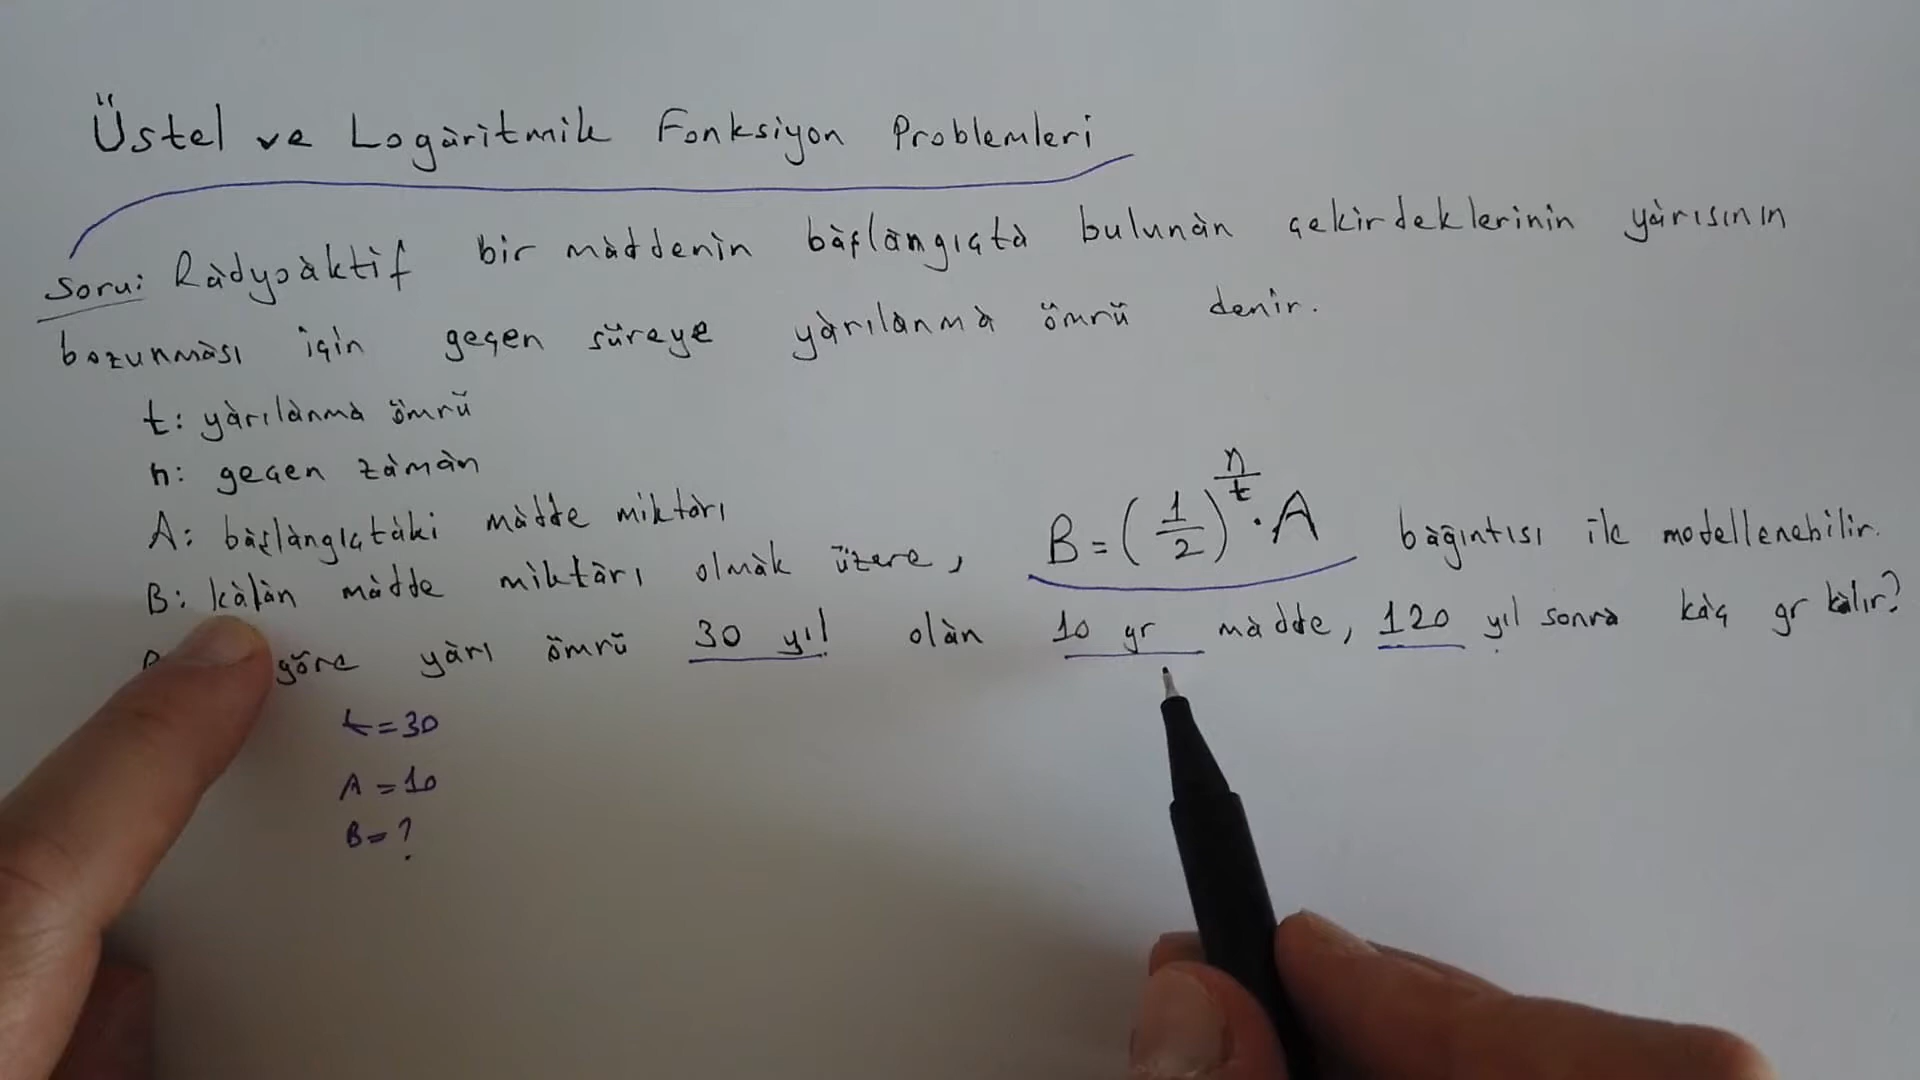 Üstel ve Logaritmik Fonksiyon Problemleri
Soru: Radyoaktif bir maddenin başlangıçta bulunan çekirdeklerinin yarısının
bozunması için geçen süreye yarılanma ömrü denir.
t: yarılanma ömrü
n: geçen zaman
A: başlangıçtaki madde miktarı
B: kalan madde miktarı olmak üzere, B = (1/2)^(n/t) . A bağıntısı ile modellenebilir.
göre yarı ömrü 30 yıl olan 10 gr madde, 120 yıl sonra kaç gr kalır?
t = 30
A = 10
B = ?